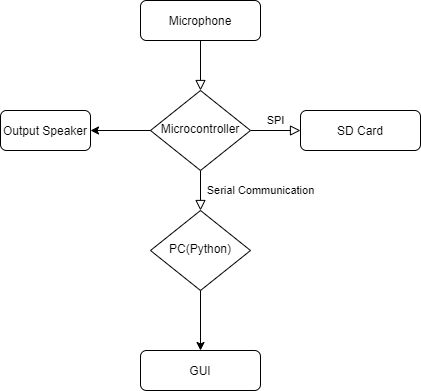 Microphone
Output Speaker
Microcontroller
SPI
SD Card
Serial Communication
PC(Python)
GUI